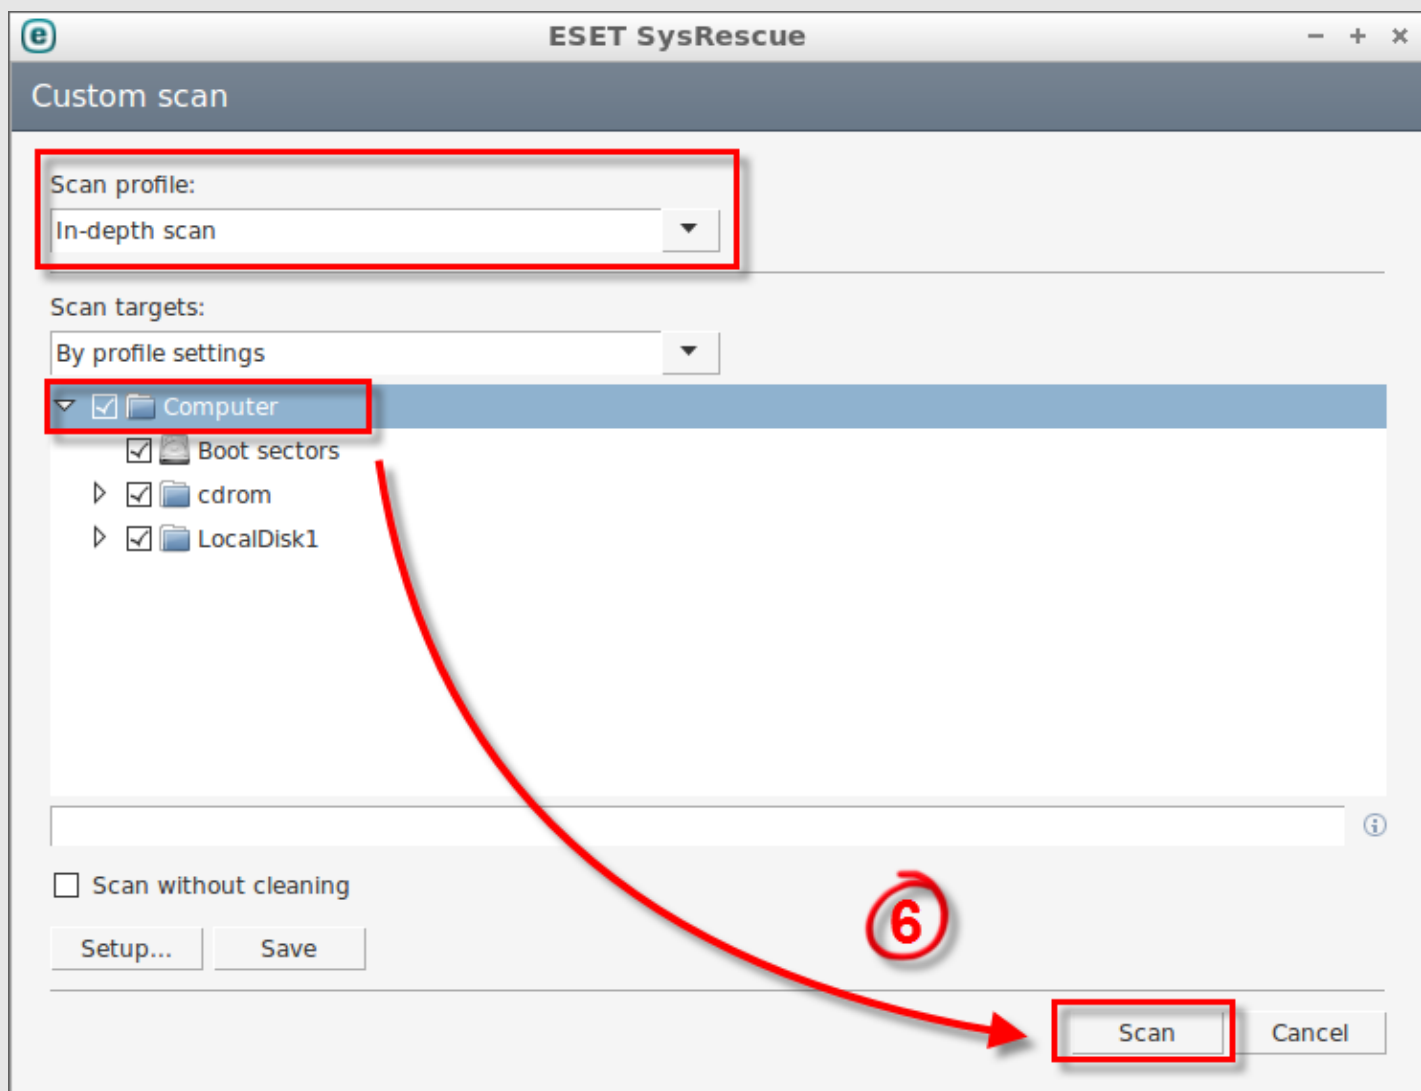 ESET SysRescue
Custom scan
Scan profile:
In-depth scan
Scan targets:
By profile settings
Computer
Boot sectors
cdrom
LocalDisk1
Scan without cleaning
6
Setup... Save
Scan Cancel